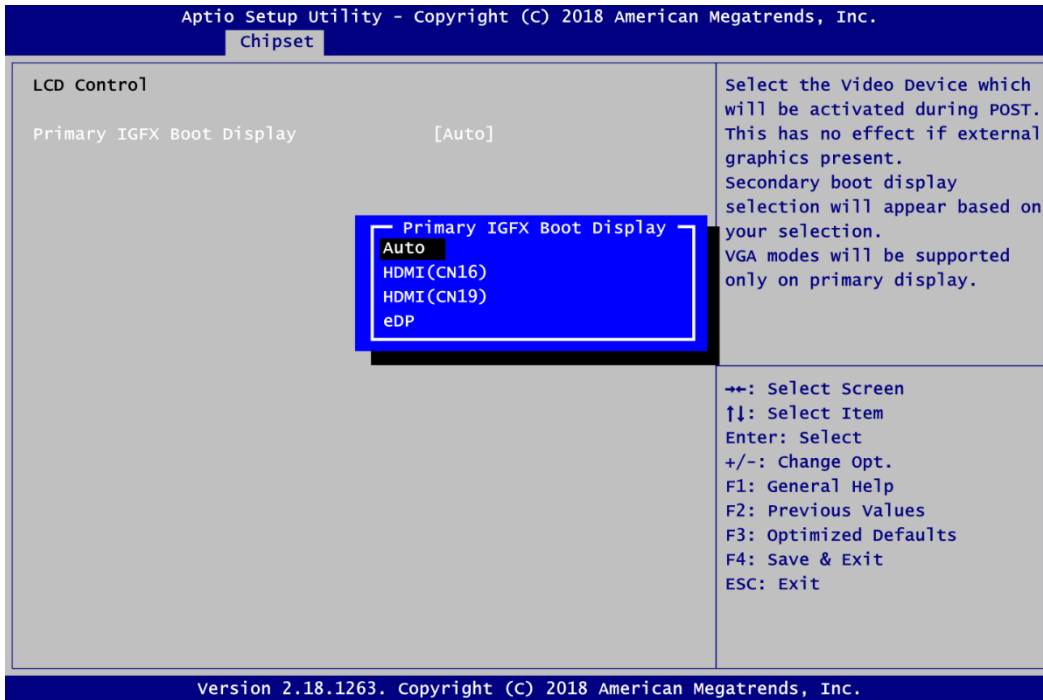 Aptio Setup Utility - Copyright (C) 2018 American Megatrends, Inc.
Chipset
LCD Control
Primary IGFX Boot Display [Auto]
Primary IGFX Boot Display
Auto
HDMI(CN16)
HDMI(CN19)
eDP
Select the Video Device which
will be activated during POST.
This has no effect if external
graphics present.
Secondary boot display
selection will appear based on
your selection.
VGA modes will be supported
only on primary display.
→←: Select Screen
↑↓: Select Item
Enter: Select
+/-: Change Opt.
F1: General Help
F2: Previous Values
F3: Optimized Defaults
F4: Save & Exit
ESC: Exit
Version 2.18.1263. Copyright (C) 2018 American Megatrends, Inc.